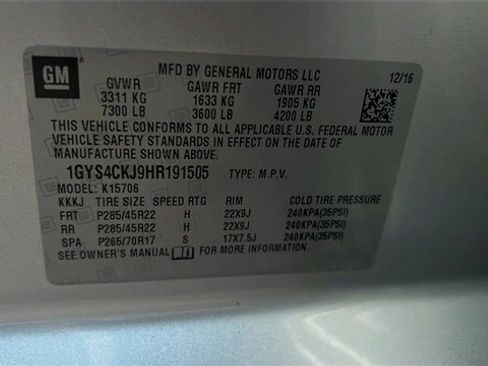 GM
MFD BY GENERAL MOTORS LLC
12/16
GVWR GAWR FRT GAWR RR
3311 KG 1633 KG 1905 KG
7300 LB 3600 LB 4200 LB
THIS VEHICLE CONFORMS TO ALL APPLICABLE U.S. FEDERAL MOTOR
VEHICLE SAFETY STANDARDS IN EFFECT ON THE DATE OF
MANUFACTURE SHOWN ABOVE.
1GYS4CKJ9HR191505 TYPE: M.P.V.
MODEL: K15706
KKKJ TIRE SIZE SPEED RTG RIM COLD TIRE PRESSURE
FRT P285/45R22 H 22X9J 240KPA(35PSI)
RR P285/45R22 H 22X9J 240KPA(35PSI)
SPA P265/70R17 S 17X7.5J 240KPA(35PSI)
SEE OWNER'S MANUAL FOR MORE INFORMATION.